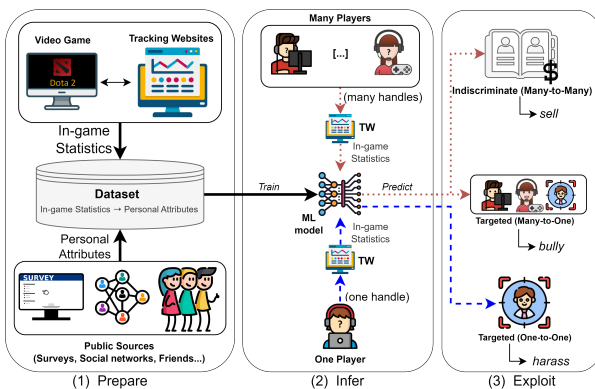 Video Game
Tracking Websites
Dota 2
In-game
Statistics
Dataset
In-game Statistics → Personal Attributes
Personal
Attributes
SURVEY
Public Sources
(Surveys, Social networks, Friends...)
(1) Prepare
Many Players
[...]
(many handles)
TW
In-game
Statistics
Train
ML
model
Predict
In-game
Statistics
TW
(one handle)
One Player
(2) Infer
$
Indiscriminate (Many-to-Many)
sell
Targeted (Many-to-One)
bully
Targeted (One-to-One)
harass
(3) Exploit